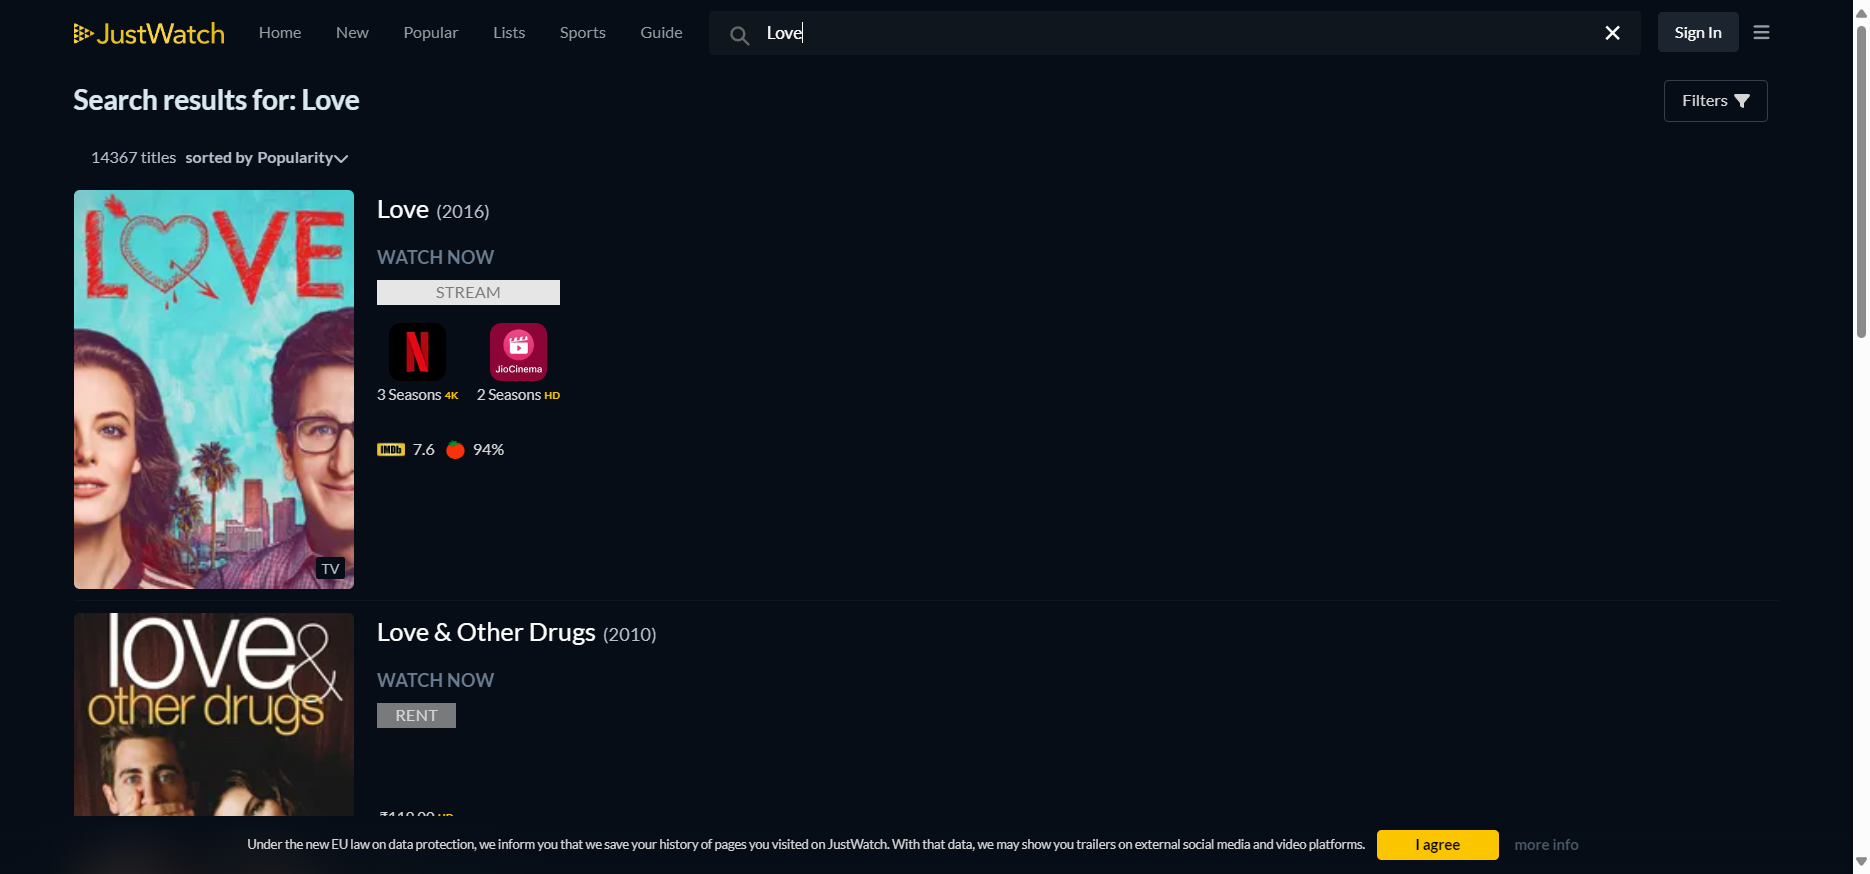 JustWatch
Home New Popular Lists Sports Guide Love Sign In
Search results for: Love
Filters
14367 titles sorted by Popularity
LOVE
TV
Love (2016)
WATCH NOW
STREAM
N JioCinema
3 Seasons 4K 2 Seasons HD
IMDb 7.6 94%
love &
other drugs
Love & Other Drugs (2010)
WATCH NOW
RENT
Under the new EU law on data protection, we inform you that we save your history of pages you visited on JustWatch. With that data, we may show you trailers on external social media and video platforms. I agree more info